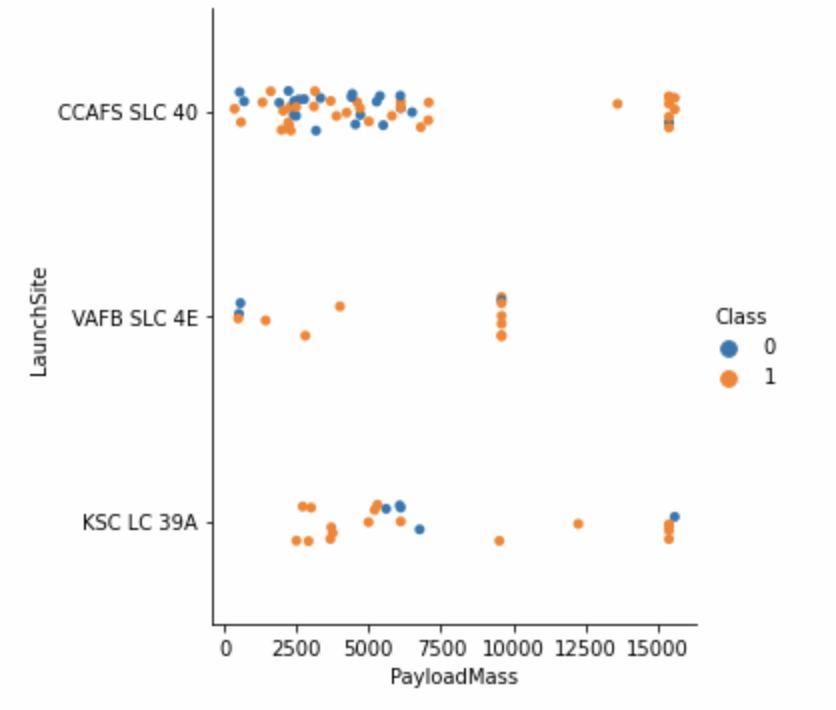 CCAFS SLC 40
VAFB SLC 4E
KSC LC 39A
LaunchSite
0 2500 5000 7500 10000 12500 15000
PayloadMass
Class
0
1